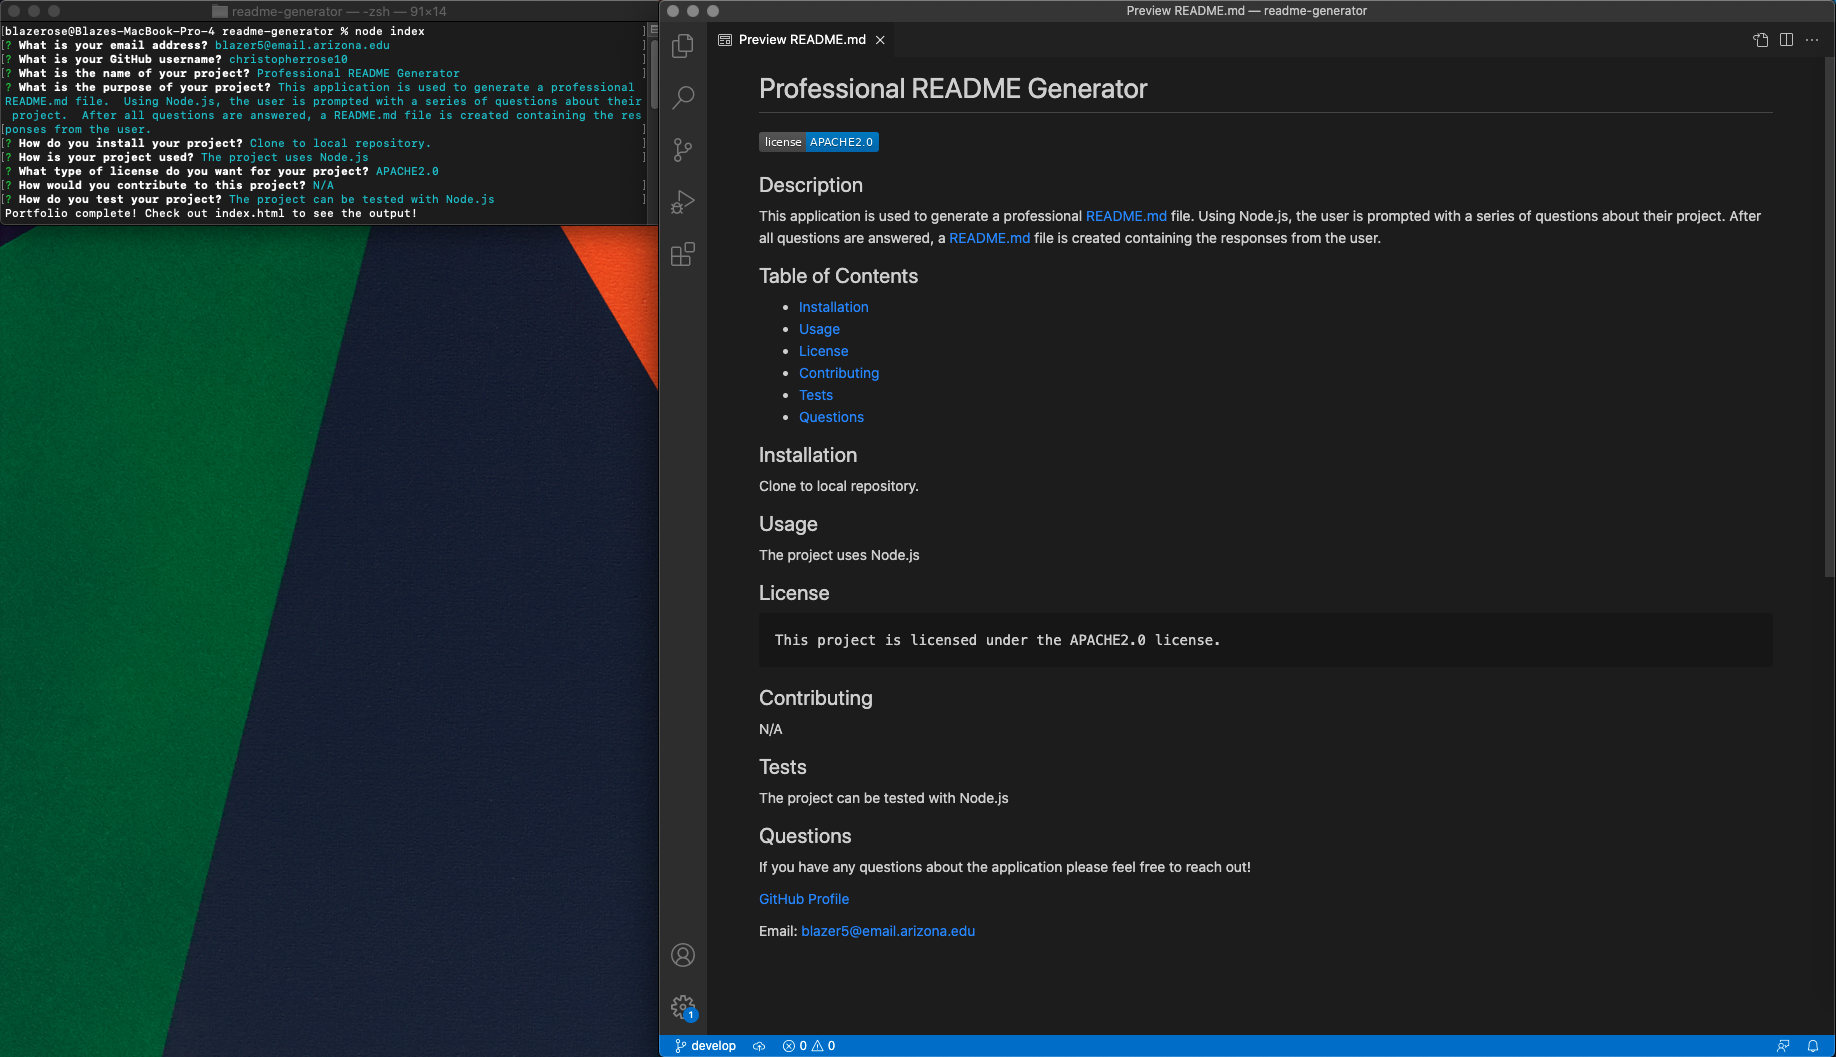 readme-generator — -zsh — 91×14
[blazerose@Blazes-MacBook-Pro-4 readme-generator % node index ]
[? What is your email address? blazer5@email.arizona.edu ]
[? What is your GitHub username? christopherrose10 ]
[? What is the name of your project? Professional README Generator ]
? What is the purpose of your project? This application is used to generate a professional
README.md file.  Using Node.js, the user is prompted with a series of questions about their
 project.  After all questions are answered, a README.md file is created containing the res
[ponses from the user. ]
[? How do you install your project? Clone to local repository. ]
[? How is your project used? The project uses Node.js ]
? What type of license do you want for your project? APACHE2.0
[? How would you contribute to this project? N/A ]
[? How do you test your project? The project can be tested with Node.js ]
Portfolio complete! Check out index.html to see the output!
Preview README.md — readme-generator
Preview README.md
Professional README Generator
license APACHE2.0
Description
This application is used to generate a professional README.md file. Using Node.js, the user is prompted with a series of questions about their project. After
all questions are answered, a README.md file is created containing the responses from the user.
Table of Contents
• Installation
• Usage
• License
• Contributing
• Tests
• Questions
Installation
Clone to local repository.
Usage
The project uses Node.js
License
This project is licensed under the APACHE2.0 license.
Contributing
N/A
Tests
The project can be tested with Node.js
Questions
If you have any questions about the application please feel free to reach out!
GitHub Profile
Email: blazer5@email.arizona.edu
1
develop 0 0